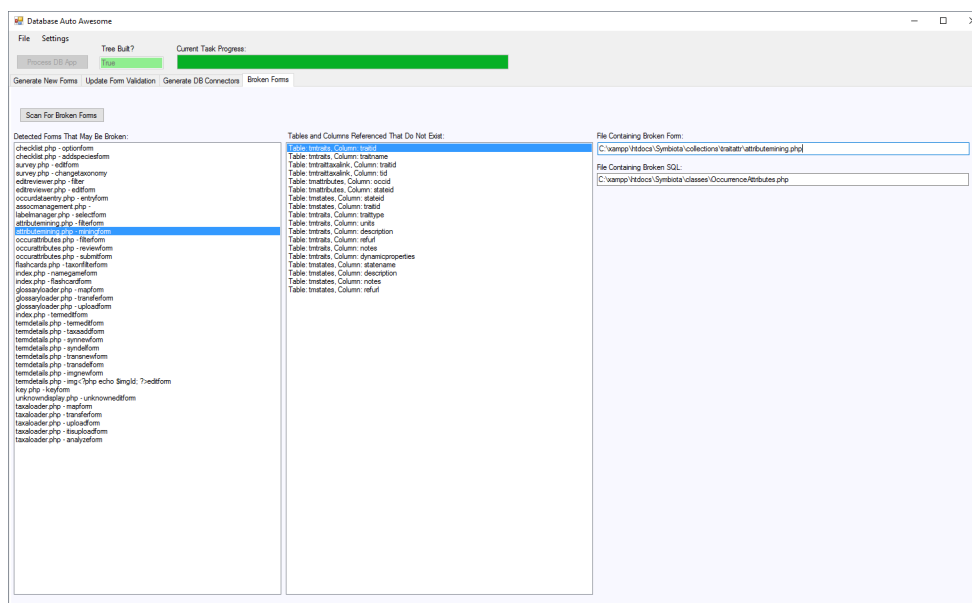 Database Auto Awesome
File Settings
Tree Built? Current Task Progress:
Process DB App True
Generate New Forms Update Form Validation Generate DB Connectors Broken Forms
Scan For Broken Forms
Detected Forms That May Be Broken:
checklist.php - optionform
checklist.php - addspeciesform
survey.php - editform
survey.php - changetaxonomy
editreviewer.php - filter
editreviewer.php - editform
occurdataentry.php - entryform
assocmanagement.php -
labelmanager.php - selectform
attributemining.php - filterform
attributemining.php - miningform
occurattributes.php - filterform
occurattributes.php - reviewform
occurattributes.php - submitform
flashcards.php - taxonfilterform
index.php - namegameform
index.php - flashcardform
glossaryloader.php - mapform
glossaryloader.php - transferform
glossaryloader.php - uploadform
index.php - termeditform
termdetails.php - termeditform
termdetails.php - taxaaddform
termdetails.php - synnewform
termdetails.php - syndelform
termdetails.php - transnewform
termdetails.php - transdelform
termdetails.php - imgnewform
termdetails.php - img<?php echo $imgId; ?>editform
key.php - keyform
unknowndisplay.php - unknowneditform
taxaloader.php - mapform
taxaloader.php - transferform
taxaloader.php - uploadform
taxaloader.php - itisuploadform
taxaloader.php - analyzeform
Tables and Columns Referenced That Do Not Exist:
Table: tmtraits, Column: traitid
Table: tmtraits, Column: traitname
Table: tmtraittaxalink, Column: traitid
Table: tmtraittaxalink, Column: tid
Table: tmattributes, Column: occid
Table: tmattributes, Column: stateid
Table: tmstates, Column: stateid
Table: tmstates, Column: traitid
Table: tmtraits, Column: traittype
Table: tmtraits, Column: units
Table: tmtraits, Column: description
Table: tmtraits, Column: refurl
Table: tmtraits, Column: notes
Table: tmtraits, Column: dynamicproperties
Table: tmstates, Column: statename
Table: tmstates, Column: description
Table: tmstates, Column: notes
Table: tmstates, Column: refurl
File Containing Broken Form:
C:\xampp\htdocs\Symbiota\collections\traitattr\attributemining.php
File Containing Broken SQL:
C:\xampp\htdocs\Symbiota\classes\OccurrenceAttributes.php